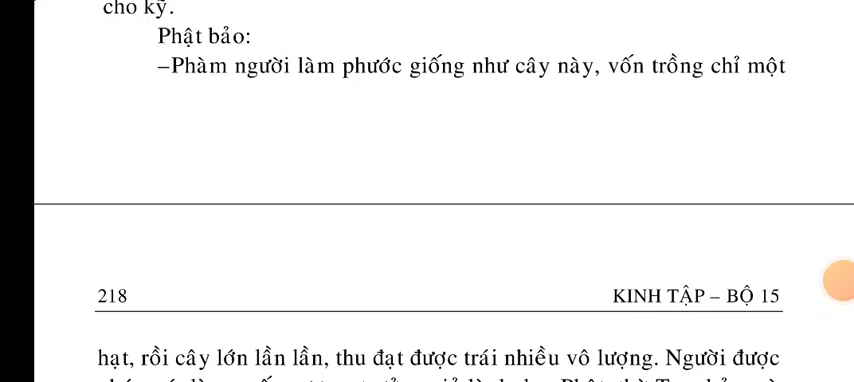 cho kỹ.
Phật bảo:
–Phàm người làm phước giống như cây này, vốn trồng chỉ một
218
KINH TẬP – BỘ 15
hạt, rồi cây lớn lần lần, thu đạt được trái nhiều vô lượng. Người được